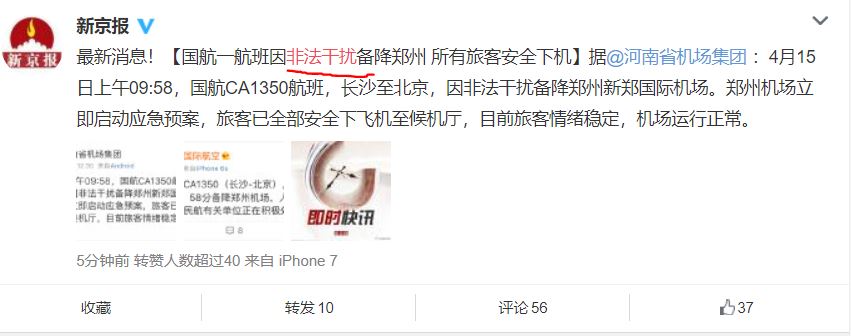 新京报
新京报
最新消息！【国航一航班因非法干扰备降郑州 所有旅客安全下机】据@河南省机场集团 ：4月15
日上午09:58，国航CA1350航班，长沙至北京，因非法干扰备降郑州新郑国际机场。郑州机场立
即启动应急预案，旅客已全部安全下飞机至候机厅，目前旅客情绪稳定，机场运行正常。
省机场集团
来自Android
午09:58，国航CA1350
非法干扰备降郑州新郑国
即启动应急预案，旅客已
机厅，目前旅客情绪稳定
国际航空
来自iPhone 6s
CA1350（长沙-北京），
58分备降郑州机场。
民航有关单位正在积极处
8
即时快讯
5分钟前 转赞人数超过40 来自 iPhone 7
收藏
转发 10
评论 56
37